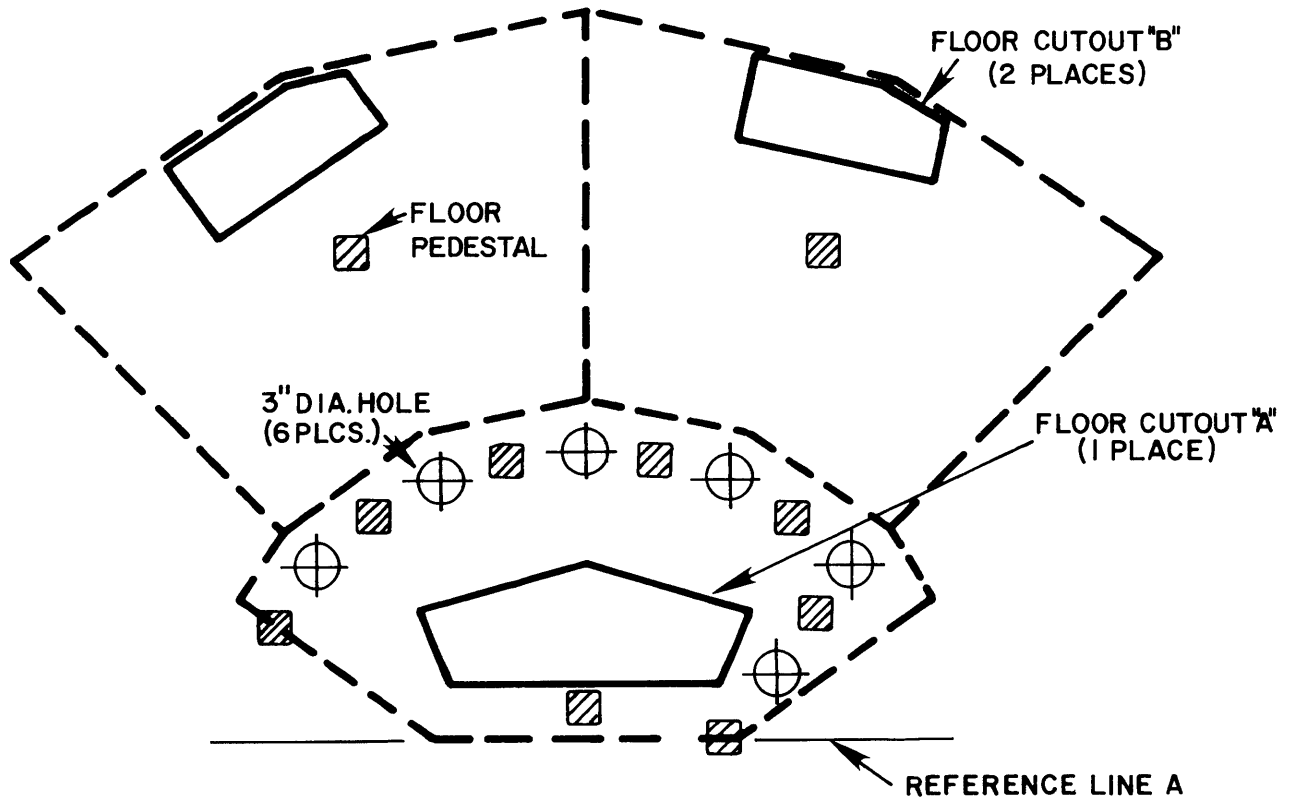 FLOOR CUTOUT "B"
(2 PLACES)
FLOOR
PEDESTAL
3" DIA. HOLE
(6 PLCS.)
FLOOR CUTOUT "A"
(1 PLACE)
REFERENCE LINE A